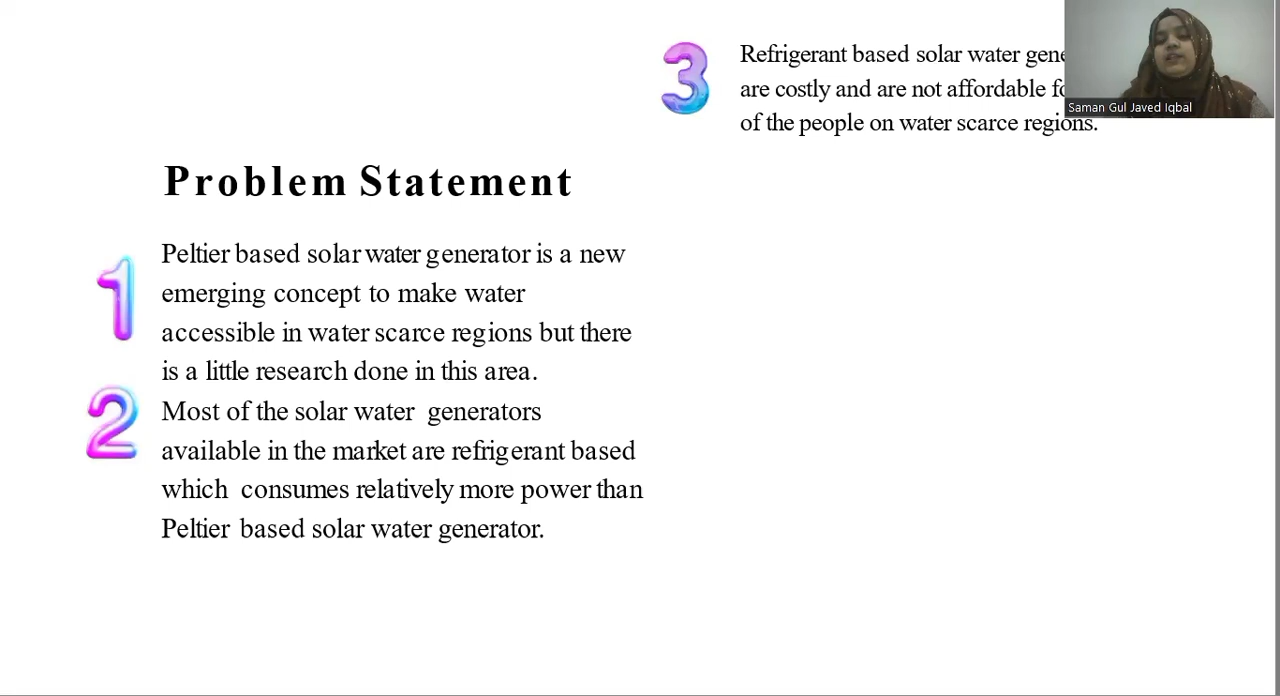 Problem Statement
1
Peltier based solar water generator is a new
emerging concept to make water
accessible in water scarce regions but there
is a little research done in this area.
2
Most of the solar water generators
available in the market are refrigerant based
which consumes relatively more power than
Peltier based solar water generator.
3
Refrigerant based solar water
are costly and are not affordable
of the people on water scarce regions.
Saman Gul Javed Iqbal